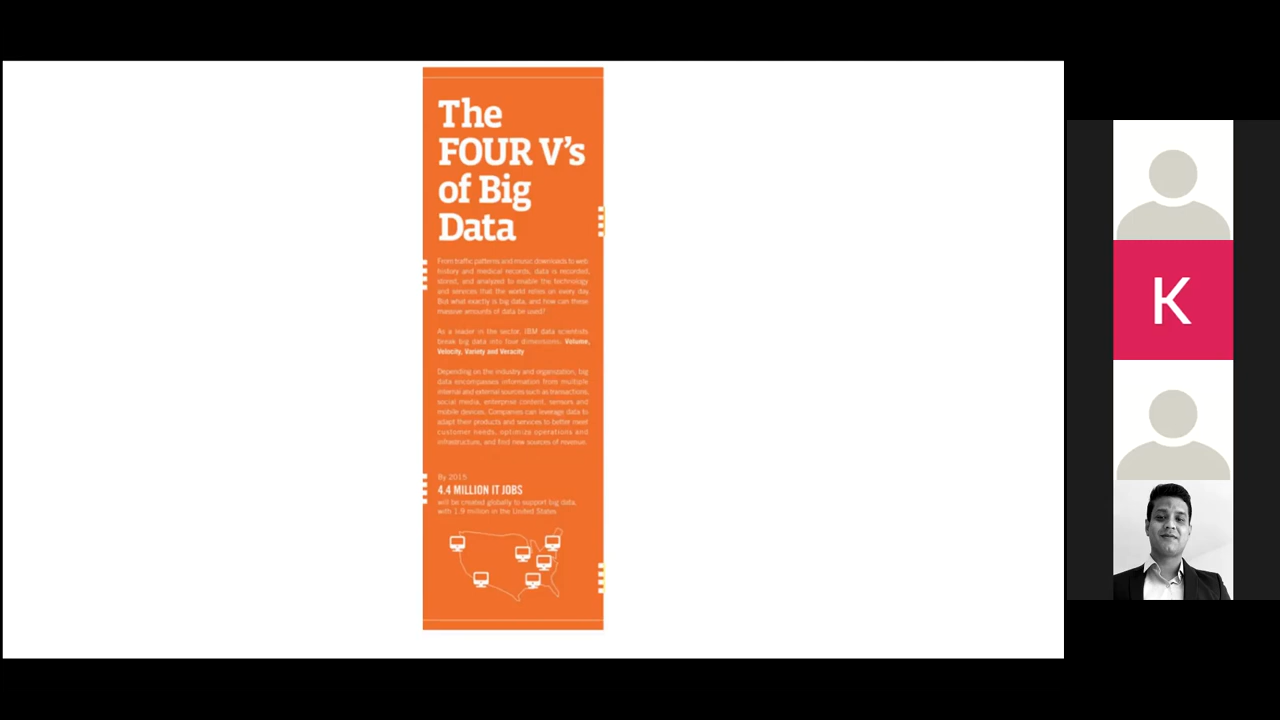 The
FOUR V's
of Big
Data
From traffic patterns and music downloads to web
history and medical records, data is recorded,
stored, and analyzed to enable the technology
and services that the world relies on every day.
But what exactly is big data, and how can these
massive amounts of data be used?
As a leader in the sector, IBM data scientists
break big data into four dimensions: Volume,
Velocity, Variety and Veracity
Depending on the industry and organization, big
data encompasses information from multiple
internal and external sources such as transactions,
social media, enterprise content, sensors and
mobile devices. Companies can leverage data to
adapt their products and services to better meet
customer needs, optimize operations and
infrastructure, and find new sources of revenue.
By 2015
4.4 MILLION IT JOBS
will be created globally to support big data,
with 1.9 million in the United States
K